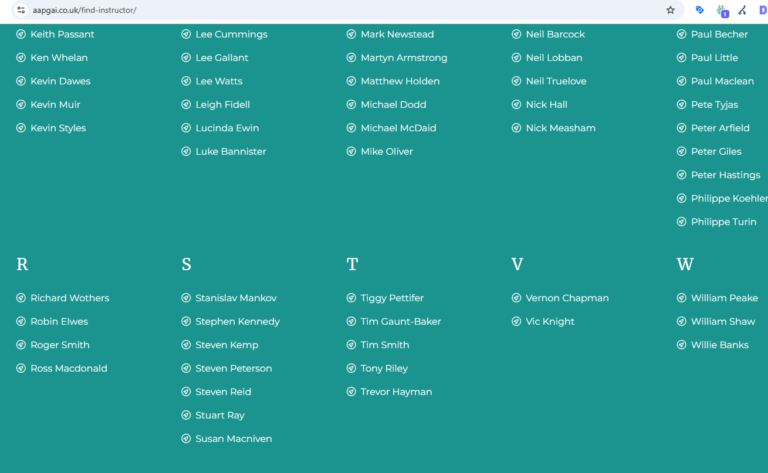 aapgai.co.uk/find-instructor/
1
Keith Passant
Ken Whelan
Kevin Dawes
Kevin Muir
Kevin Styles
Lee Cummings
Lee Gallant
Lee Watts
Leigh Fidell
Lucinda Ewin
Luke Bannister
Mark Newstead
Martyn Armstrong
Matthew Holden
Michael Dodd
Michael McDaid
Mike Oliver
Neil Barcock
Neil Lobban
Neil Truelove
Nick Hall
Nick Measham
Paul Becher
Paul Little
Paul Maclean
Pete Tyjas
Peter Arfield
Peter Giles
Peter Hastings
Philippe Koehler
Philippe Turin
R
Richard Wothers
Robin Elwes
Roger Smith
Ross Macdonald
S
Stanislav Mankov
Stephen Kennedy
Steven Kemp
Steven Peterson
Steven Reid
Stuart Ray
Susan Macniven
T
Tiggy Pettifer
Tim Gaunt-Baker
Tim Smith
Tony Riley
Trevor Hayman
V
Vernon Chapman
Vic Knight
W
William Peake
William Shaw
Willie Banks